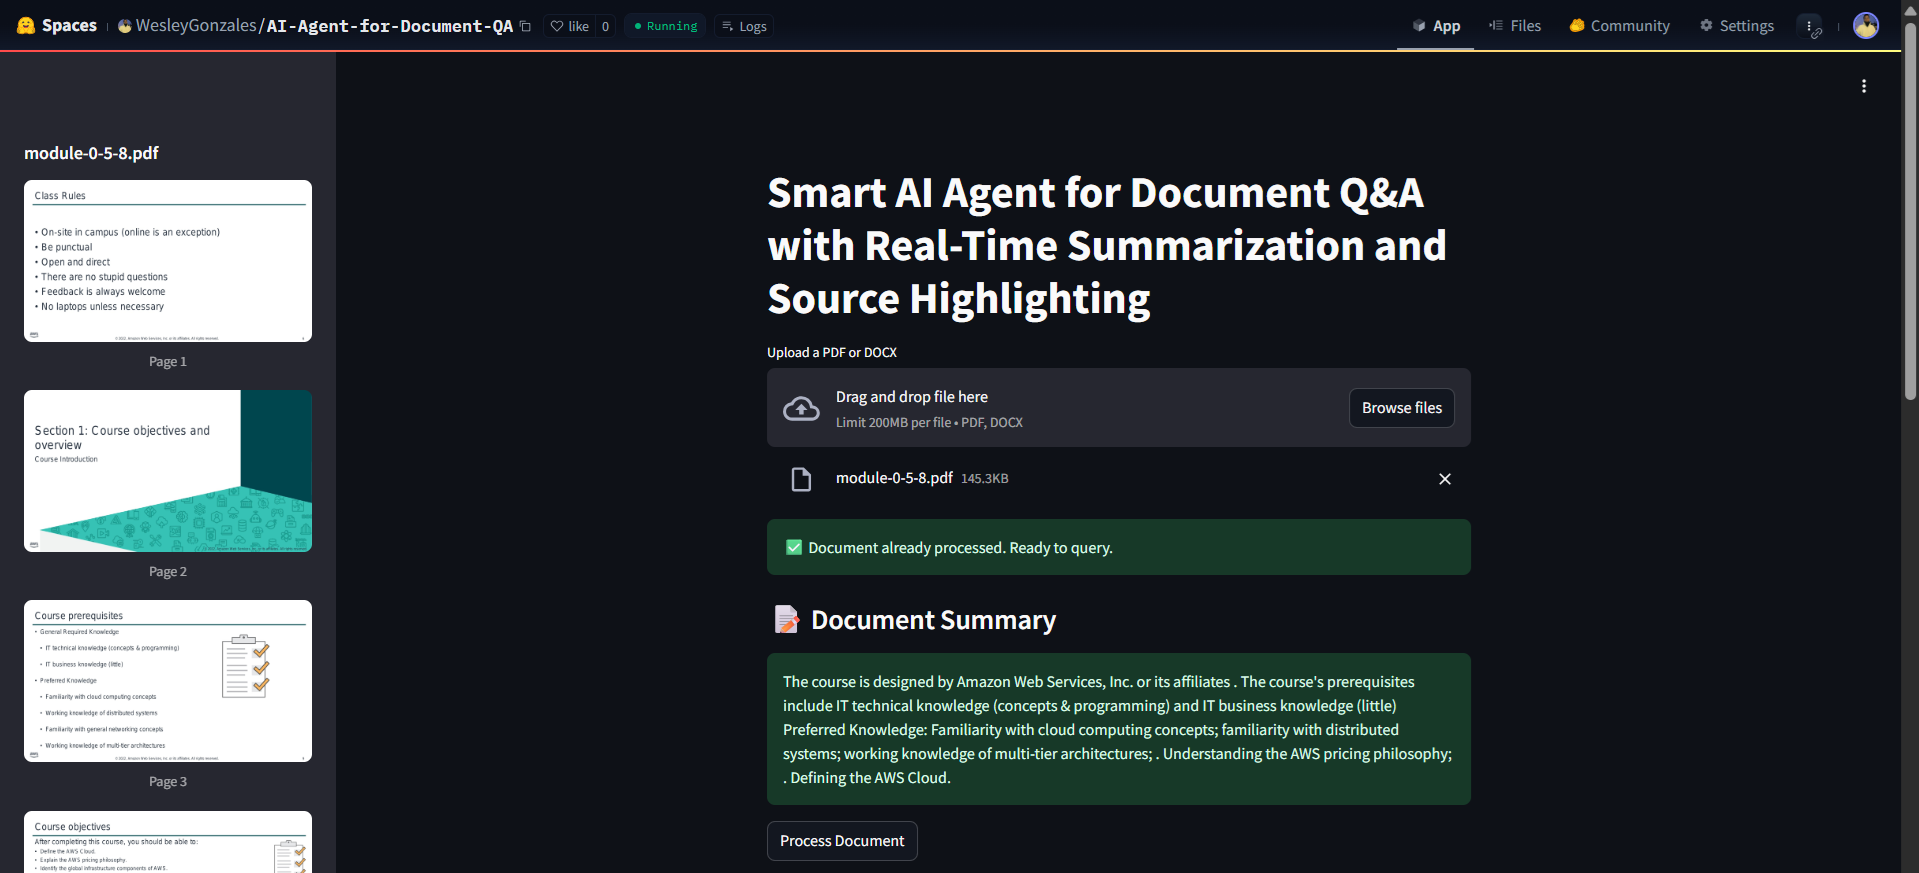 Spaces
WesleyGonzales/AI-Agent-for-Document-QA
like 0
Running
Logs
App
Files
Community
Settings
module-0-5-8.pdf
Class Rules
• On-site in campus (online is an exception)
• Be punctual
• Open and direct
• There are no stupid questions
• Feedback is always welcome
• No laptops unless necessary
Page 1
Section 1: Course objectives and
overview
Course Introduction
Page 2
Course prerequisites
• General Required Knowledge
• IT technical knowledge (concepts & programming)
• IT business knowledge (little)
• Preferred Knowledge
• Familiarity with cloud computing concepts
• Working knowledge of distributed systems
• Familiarity with general networking concepts
• Working knowledge of multi-tier architectures
Page 3
Course objectives
After completing this course, you should be able to:
• Define the AWS Cloud.
• Explain the AWS pricing philosophy.
• Identify the global infrastructure components of AWS.
Smart AI Agent for Document Q&A
with Real-Time Summarization and
Source Highlighting
Upload a PDF or DOCX
Drag and drop file here
Limit 200MB per file • PDF, DOCX
Browse files
module-0-5-8.pdf 145.3KB
✅ Document already processed. Ready to query.
📝 Document Summary
The course is designed by Amazon Web Services, Inc. or its affiliates . The course's prerequisites
include IT technical knowledge (concepts & programming) and IT business knowledge (little)
Preferred Knowledge: Familiarity with cloud computing concepts; familiarity with distributed
systems; working knowledge of multi-tier architectures; . Understanding the AWS pricing philosophy;
. Defining the AWS Cloud.
Process Document